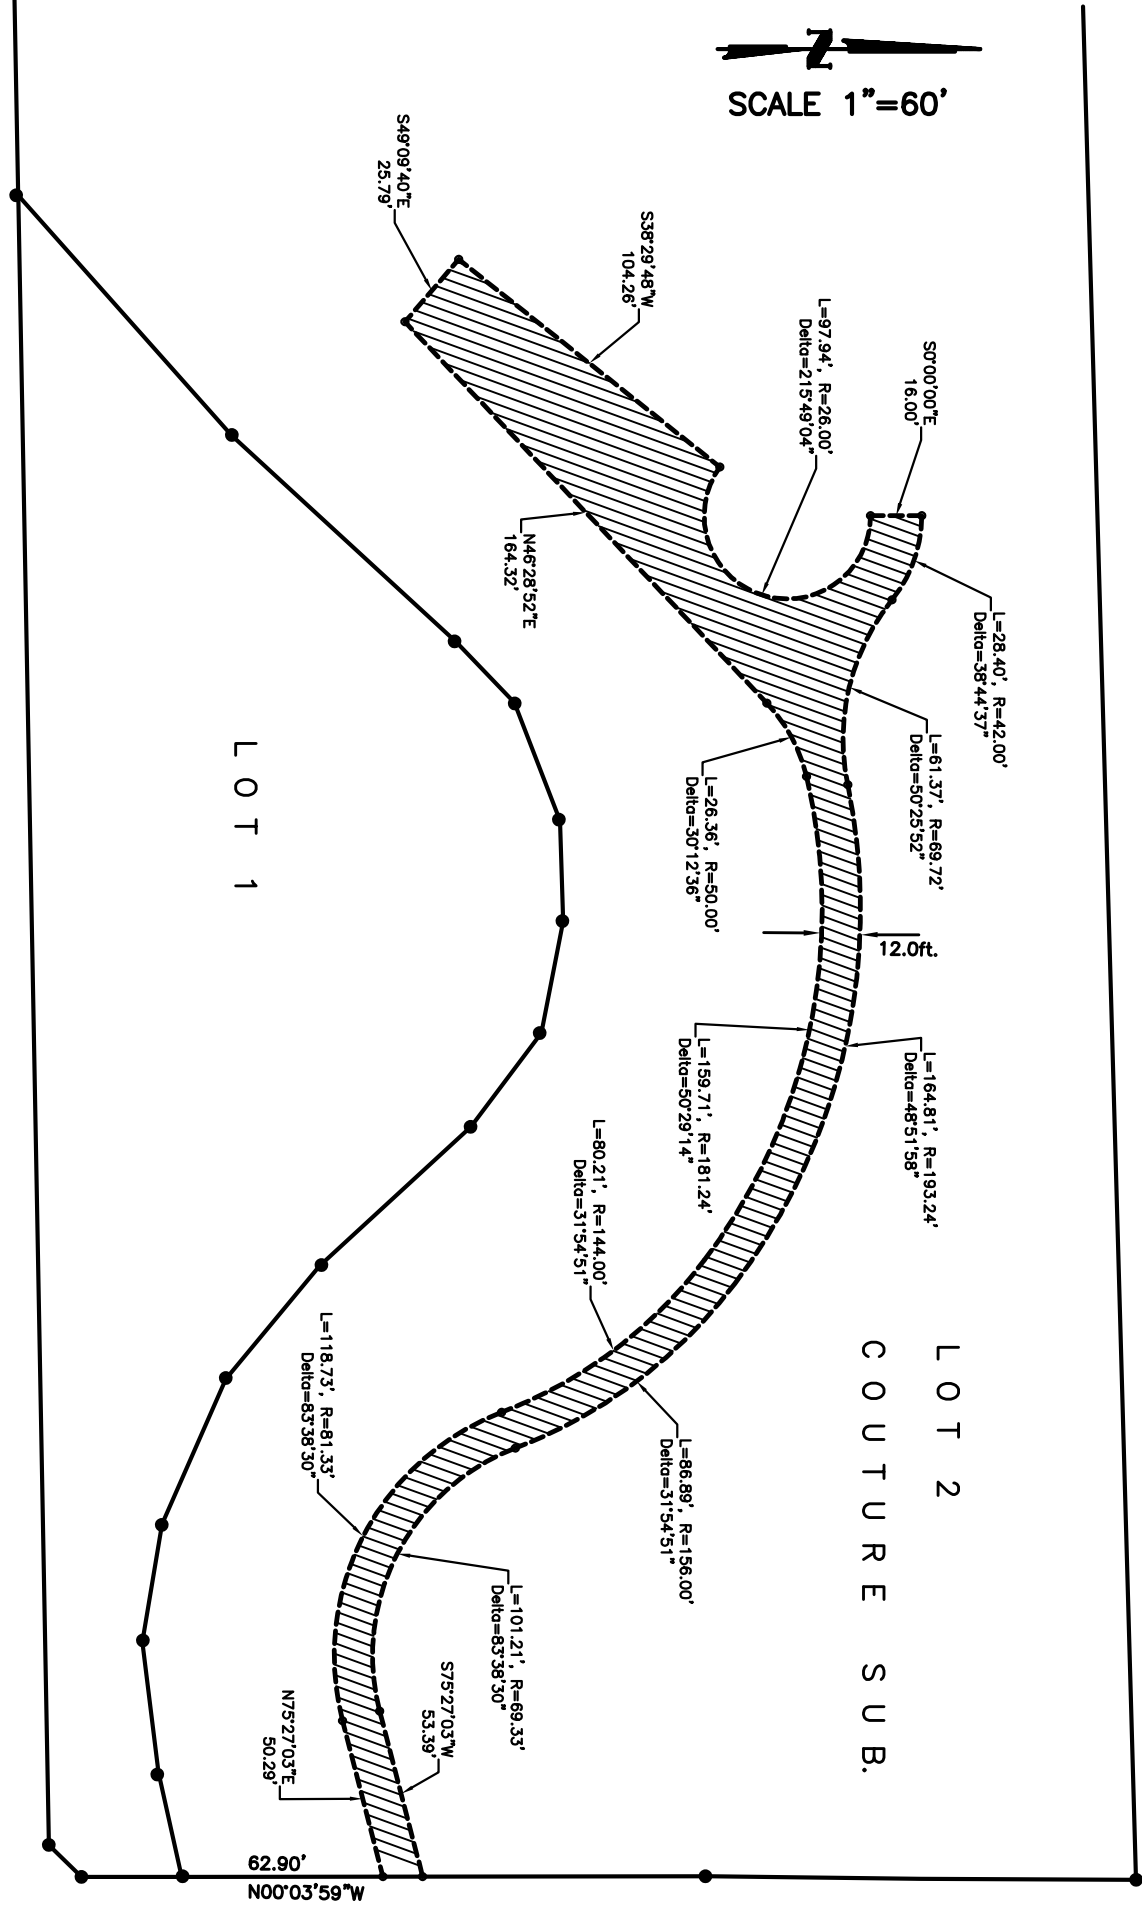 N
SCALE 1"=60'
S49°09'40"E
25.79'
S38°29'48"W
104.26'
L=97.94', R=26.00'
Delta=215°49'04"
S0°00'00"E
16.00'
N46°28'52"E
164.32'
L=28.40', R=42.00'
Delta=38°44'37"
L=61.37', R=69.72'
Delta=50°25'52"
L=26.36', R=50.00'
Delta=30°12'36"
LOT 1
12.0ft.
L=159.71', R=181.24'
Delta=50°29'14"
L=164.81', R=193.24'
Delta=48°51'58"
L=80.21', R=144.00'
Delta=31°54'51"
L=118.73', R=81.33'
Delta=83°38'30"
LOT 2
COUTURE SUB.
L=86.89', R=156.00'
Delta=31°54'51"
L=101.21', R=69.33'
Delta=83°38'30"
S75°27'03"W
53.39'
N75°27'03"E
50.29'
62.90'
N00°03'59"W